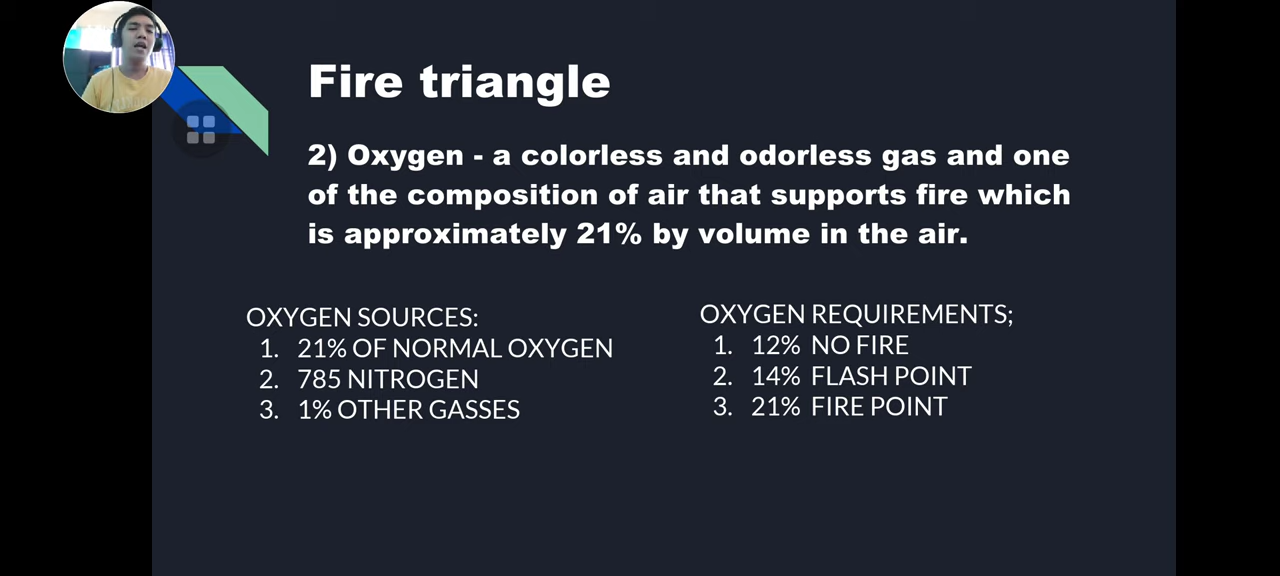 Fire triangle
2) Oxygen - a colorless and odorless gas and one
of the composition of air that supports fire which
is approximately 21% by volume in the air.
OXYGEN SOURCES:
1. 21% OF NORMAL OXYGEN
2. 785 NITROGEN
3. 1% OTHER GASSES
OXYGEN REQUIREMENTS;
1. 12% NO FIRE
2. 14% FLASH POINT
3. 21% FIRE POINT